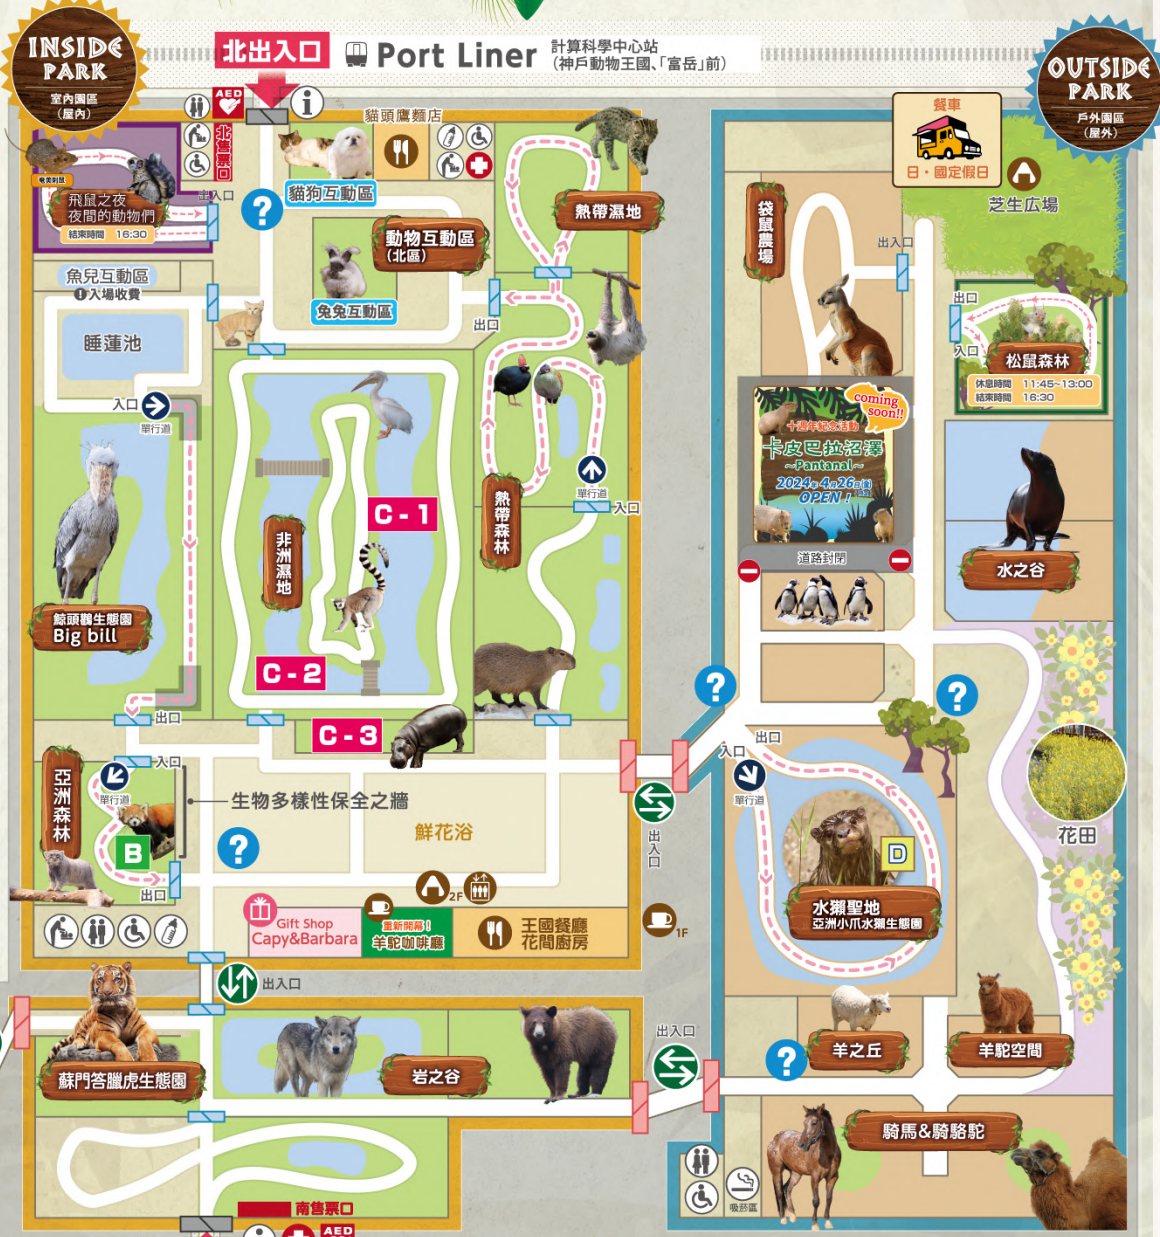 INSIDE
PARK
室內園區
(屋內)
北出入口
Port Liner
計算科學中心站
(神戶動物王國、「富岳」前)
OUTSIDE
PARK
戶外園區
(屋外)
AED
北售票口
i
貓頭鷹麵店
餐車
日・國定假日
芝生広場
奄美刺鼠
飛鼠之夜
夜間的動物們
結束時間 16:30
出入口
?
貓狗互動區
動物互動區
(北區)
兔兔互動區
出口
熱帶濕地
袋鼠農場
出入口
出口
入口
松鼠森林
休息時間 11:45~13:00
結束時間 16:30
魚兒互動區
!入場收費
睡蓮池
入口
單行道
coming
soon!!
十週年紀念活動
卡皮巴拉沼澤
~Pantanal~
2024年4月26日
OPEN!
道路封閉
水之谷
C-1
非洲濕地
熱帶森林
單行道
入口
鯨頭鸛生態園
Big bill
C-2
C-3
出口
入口
單行道
亞洲森林
B
出口
生物多樣性保全之牆
?
鮮花浴
?
?
出口
入口
單行道
出入口
花田
D
水獺聖地
亞洲小爪水獺生態園
2F
Gift Shop
Capy&Barbara
重新開幕!
羊駝咖啡廳
王國餐廳
花間廚房
1F
出入口
蘇門答臘虎生態園
岩之谷
出入口
?
羊之丘
羊駝空間
騎馬&騎駱駝
吸菸區
南售票口
AED